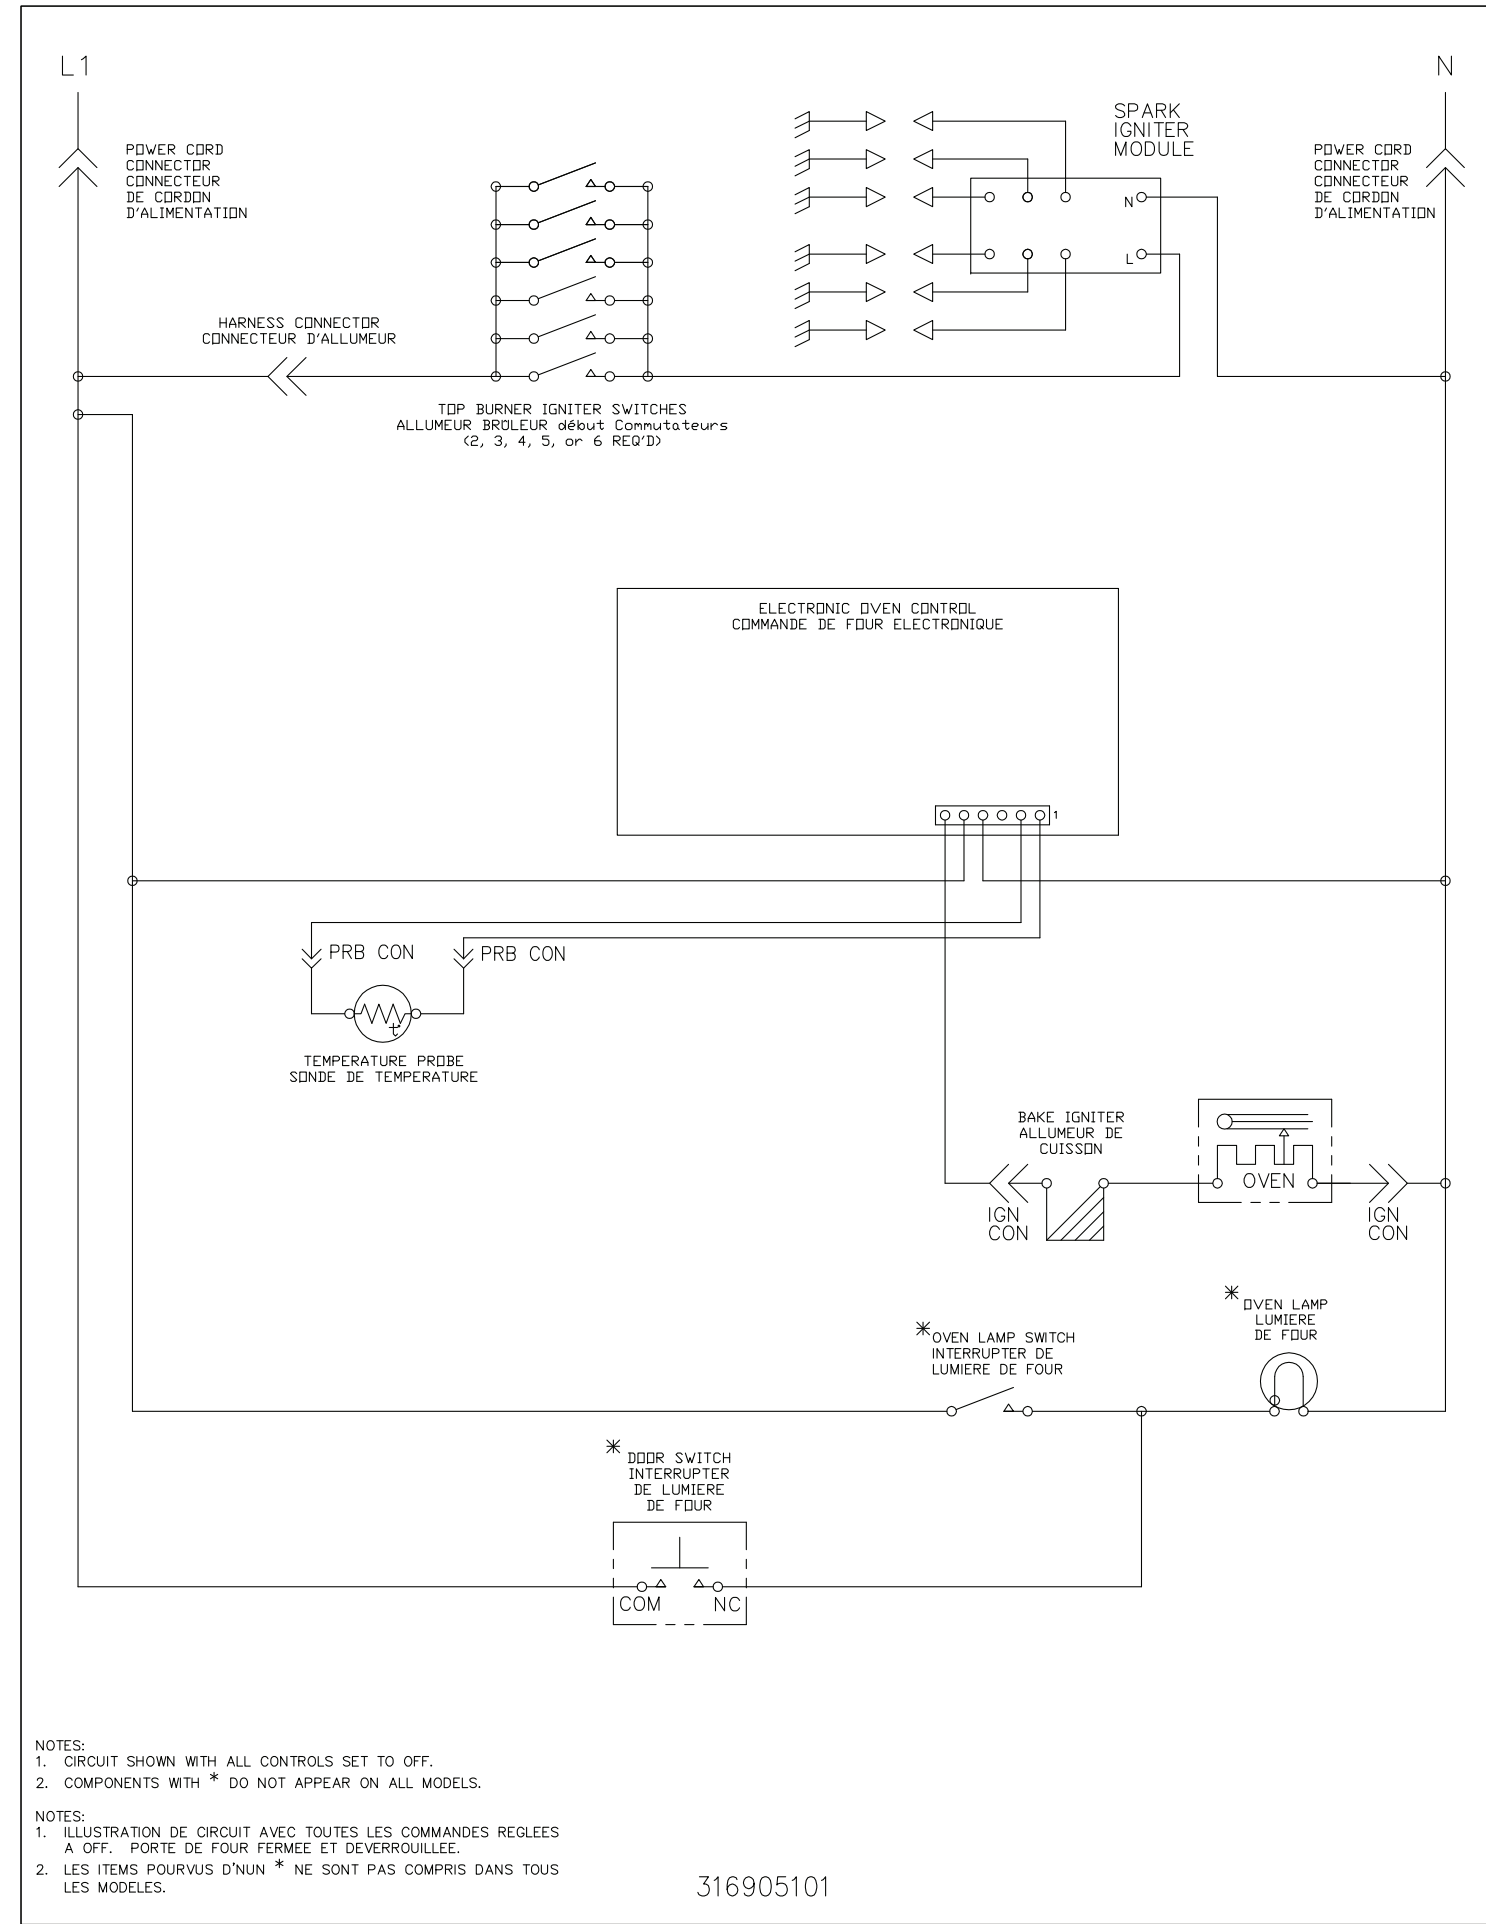 L1
N
POWER CORD
CONNECTOR
CONNECTEUR
DE CORDON
D'ALIMENTATION
SPARK
IGNITER
MODULE
N
L
POWER CORD
CONNECTOR
CONNECTEUR
DE CORDON
D'ALIMENTATION
HARNESS CONNECTOR
CONNECTEUR D'ALLUMEUR
TOP BURNER IGNITER SWITCHES
ALLUMEUR BRÛLEUR début Commutateurs
(2, 3, 4, 5, or 6 REQ'D)
ELECTRONIC OVEN CONTROL
COMMANDE DE FOUR ELECTRONIQUE
1
PRB CON
PRB CON
t°
TEMPERATURE PROBE
SONDE DE TEMPERATURE
BAKE IGNITER
ALLUMEUR DE
CUISSON
OVEN
IGN
CON
IGN
CON
* OVEN LAMP
LUMIERE
DE FOUR
* OVEN LAMP SWITCH
INTERRUPTER DE
LUMIERE DE FOUR
* DOOR SWITCH
INTERRUPTER
DE LUMIERE
DE FOUR
COM
NC
NOTES:
1. CIRCUIT SHOWN WITH ALL CONTROLS SET TO OFF.
2. COMPONENTS WITH * DO NOT APPEAR ON ALL MODELS.
NOTES:
1. ILLUSTRATION DE CIRCUIT AVEC TOUTES LES COMMANDES REGLEES
A OFF. PORTE DE FOUR FERMEE ET DEVERROUILLEE.
2. LES ITEMS POURVUS D'NUN * NE SONT PAS COMPRIS DANS TOUS
LES MODELES.
316905101